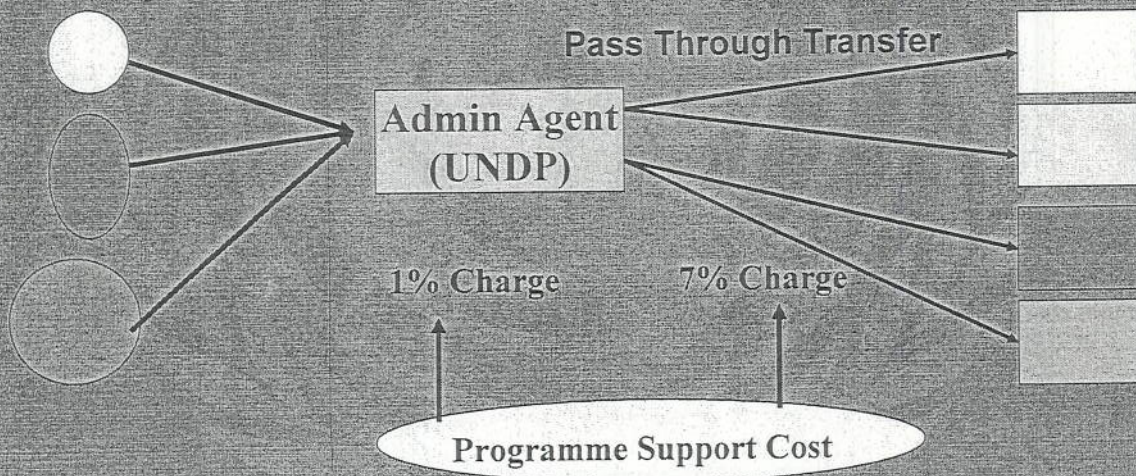 Pass Through Transfer
Admin Agent
(UNDP)
1% Charge
7% Charge
Programme Support Cost